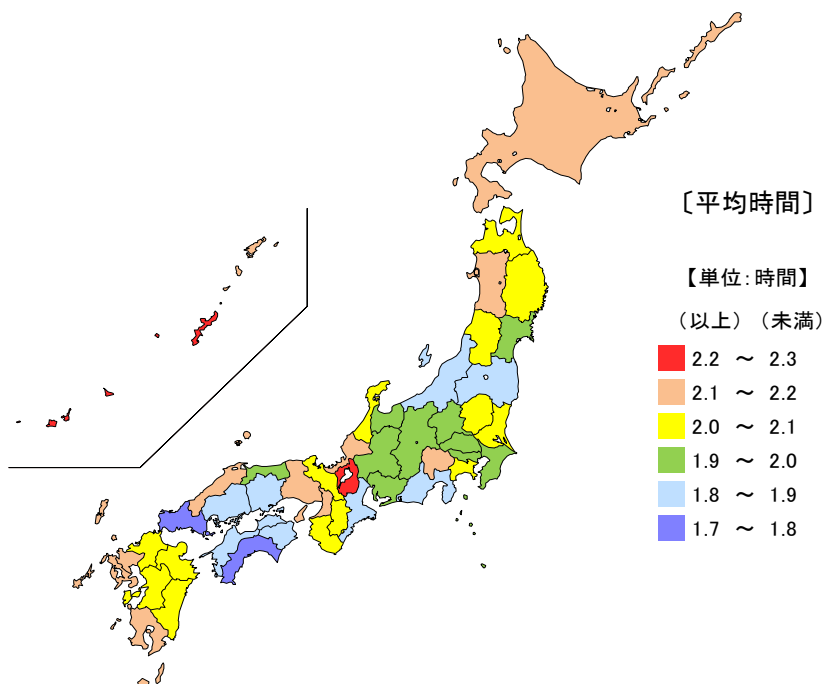 〔平均時間〕
【単位:時間】
(以上) (未満)
2.2 ～ 2.3
2.1 ～ 2.2
2.0 ～ 2.1
1.9 ～ 2.0
1.8 ～ 1.9
1.7 ～ 1.8